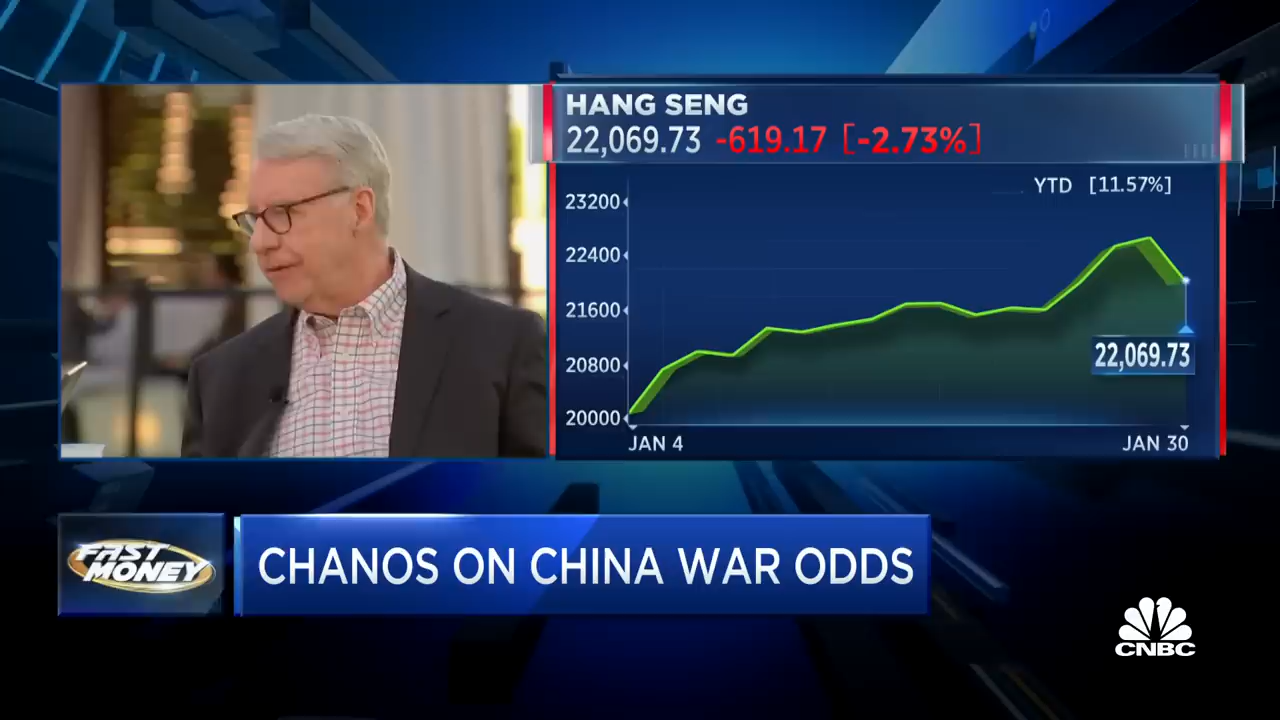 HANG SENG
22,069.73 -619.17 [-2.73%]
YTD [11.57%]
23200
22400
21600
20800
20000
22,069.73
JAN 4 JAN 30
FAST
MONEY
CHANOS ON CHINA WAR ODDS
CNBC